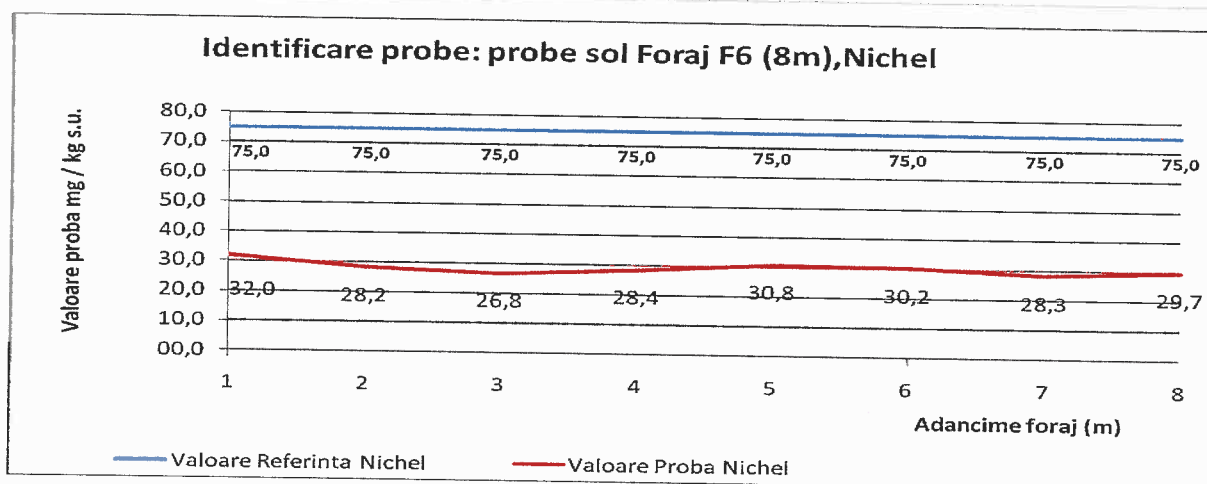 Identificare probe: probe sol Foraj F6 (8m),Nichel
Valoare proba mg / kg s.u.
80,0
70,0
60,0
50,0
40,0
30,0
20,0
10,0
00,0
75,0 75,0 75,0 75,0 75,0 75,0 75,0 75,0
32,0 28,2 26,8 28,4 30,8 30,2 28,3 29,7
1 2 3 4 5 6 7 8
Adancime foraj (m)
Valoare Referinta Nichel Valoare Proba Nichel